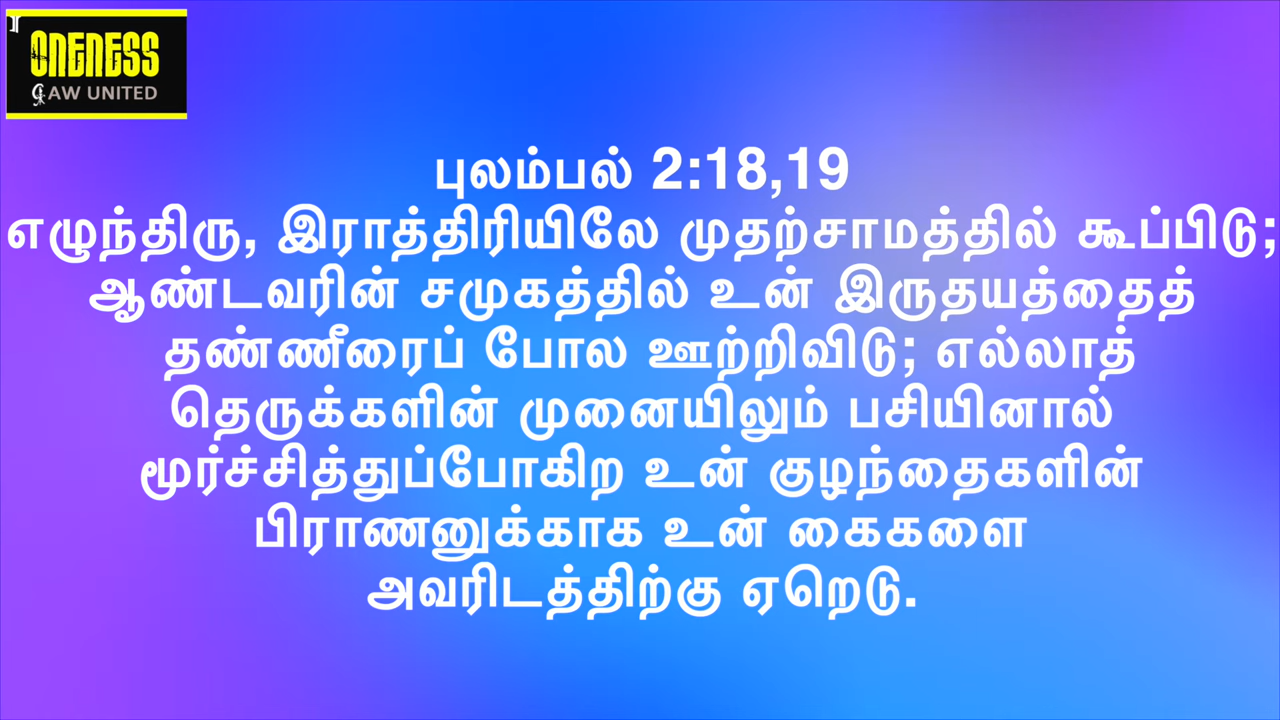 ONENESS
GAW UNITED
புலம்பல் 2:18,19
எழுந்திரு, இராத்திரியிலே முதற்சாமத்தில் கூப்பிடு;
ஆண்டவரின் சமுகத்தில் உன் இருதயத்தைத்
தண்ணீரைப் போல ஊற்றிவிடு; எல்லாத்
தெருக்களின் முனையிலும் பசியினால்
மூர்ச்சித்துப்போகிற உன் குழந்தைகளின்
பிராணனுக்காக உன் கைகளை
அவரிடத்திற்கு ஏறெடு.